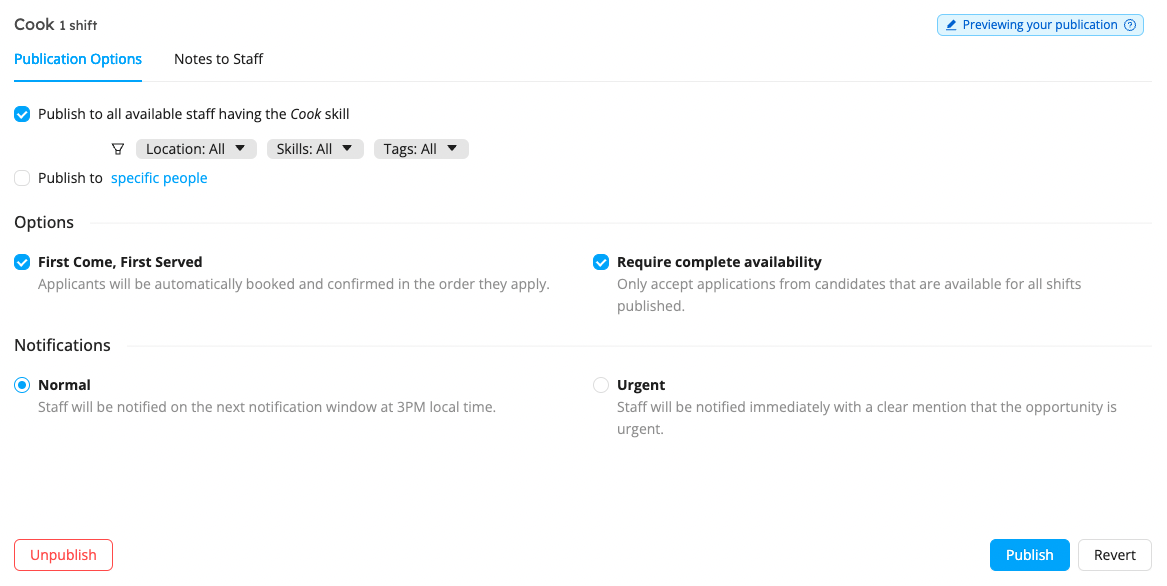 Cook 1 shift
Previewing your publication
Publication Options
Notes to Staff
Publish to all available staff having the Cook skill
Location: All
Skills: All
Tags: All
Publish to specific people
Options
First Come, First Served
Applicants will be automatically booked and confirmed in the order they apply.
Require complete availability
Only accept applications from candidates that are available for all shifts
published.
Notifications
Normal
Staff will be notified on the next notification window at 3PM local time.
Urgent
Staff will be notified immediately with a clear mention that the opportunity is
urgent.
Unpublish
Publish
Revert